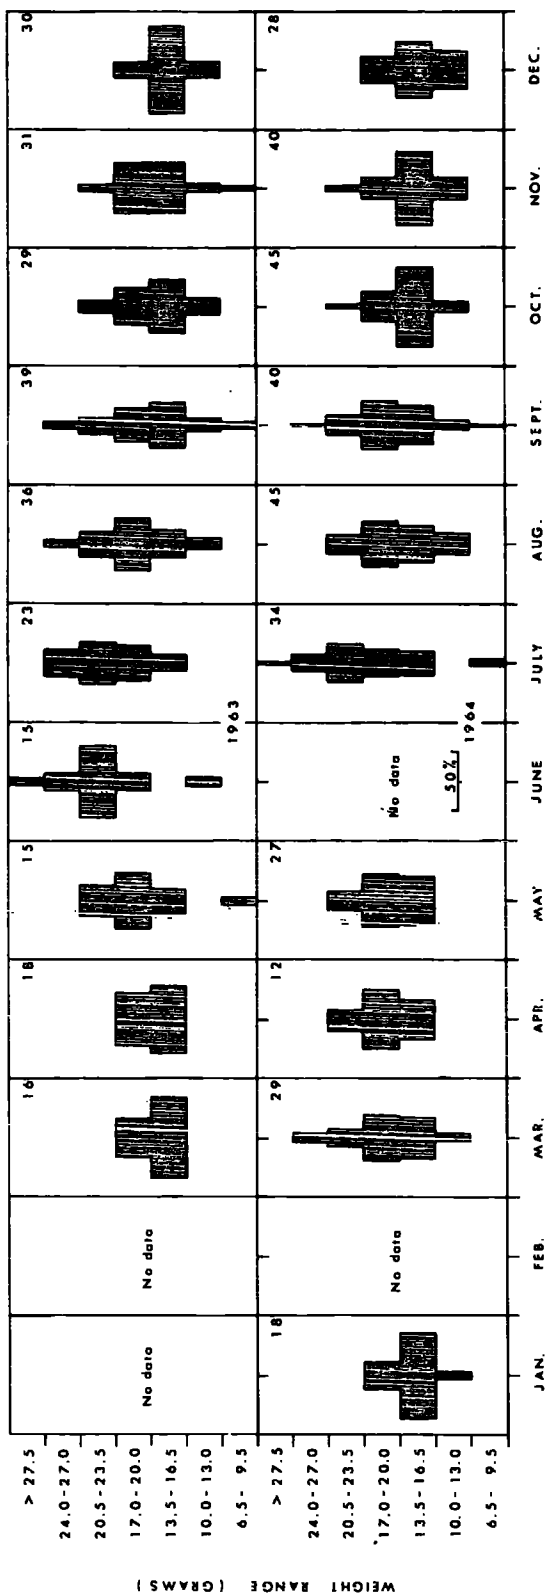 WEIGHT RANGE (GRAMS)
> 27.5
24.0-27.0
20.5-23.5
17.0-20.0
13.5-16.5
10.0-13.0
6.5-9.5
No data
No data
16
18
15
15
23
36
39
29
31
30
1963
> 27.5
24.0-27.0
20.5-23.5
17.0-20.0
13.5-16.5
10.0-13.0
6.5-9.5
18
No data
29
12
27
No data
50%
34
45
40
45
40
28
1964
JAN.
FEB.
MAR.
APR.
MAY
JUNE
JULY
AUG.
SEPT.
OCT.
NOV.
DEC.